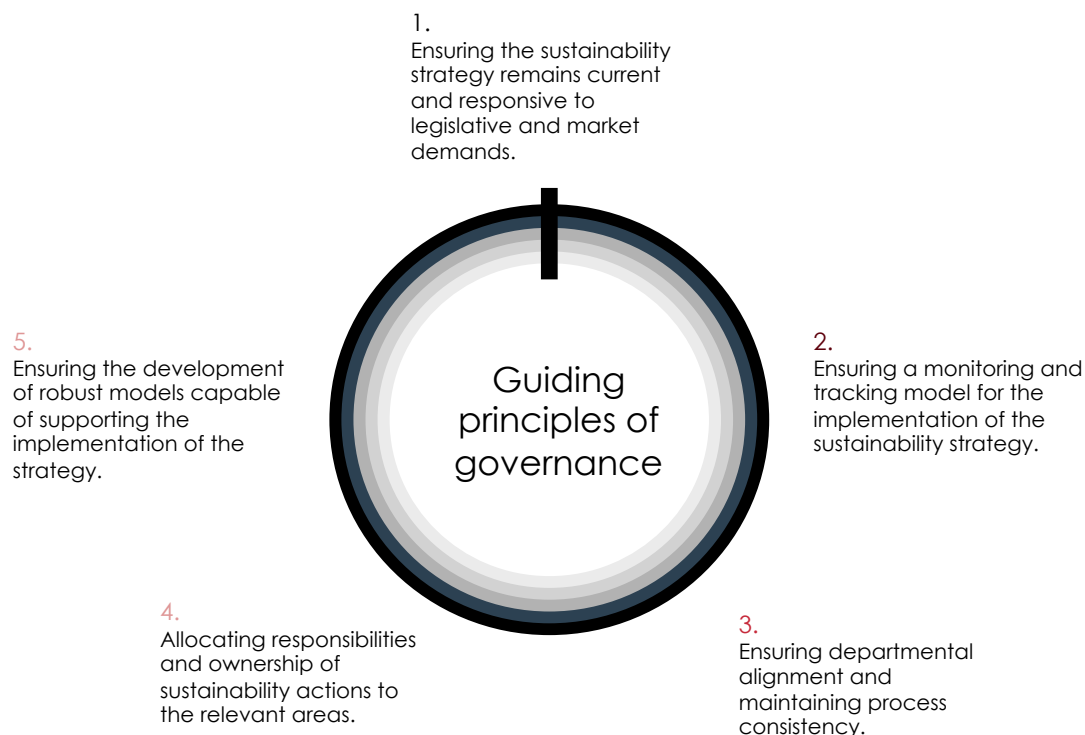 1.
Ensuring the sustainability
strategy remains current
and responsive to
legislative and market
demands.
2.
Ensuring a monitoring and
tracking model for the
implementation of the
sustainability strategy.
3.
Ensuring departmental
alignment and
maintaining process
consistency.
4.
Allocating responsibilities
and ownership of
sustainability actions to
the relevant areas.
5.
Ensuring the development
of robust models capable
of supporting the
implementation of the
strategy.
Guiding
principles of
governance